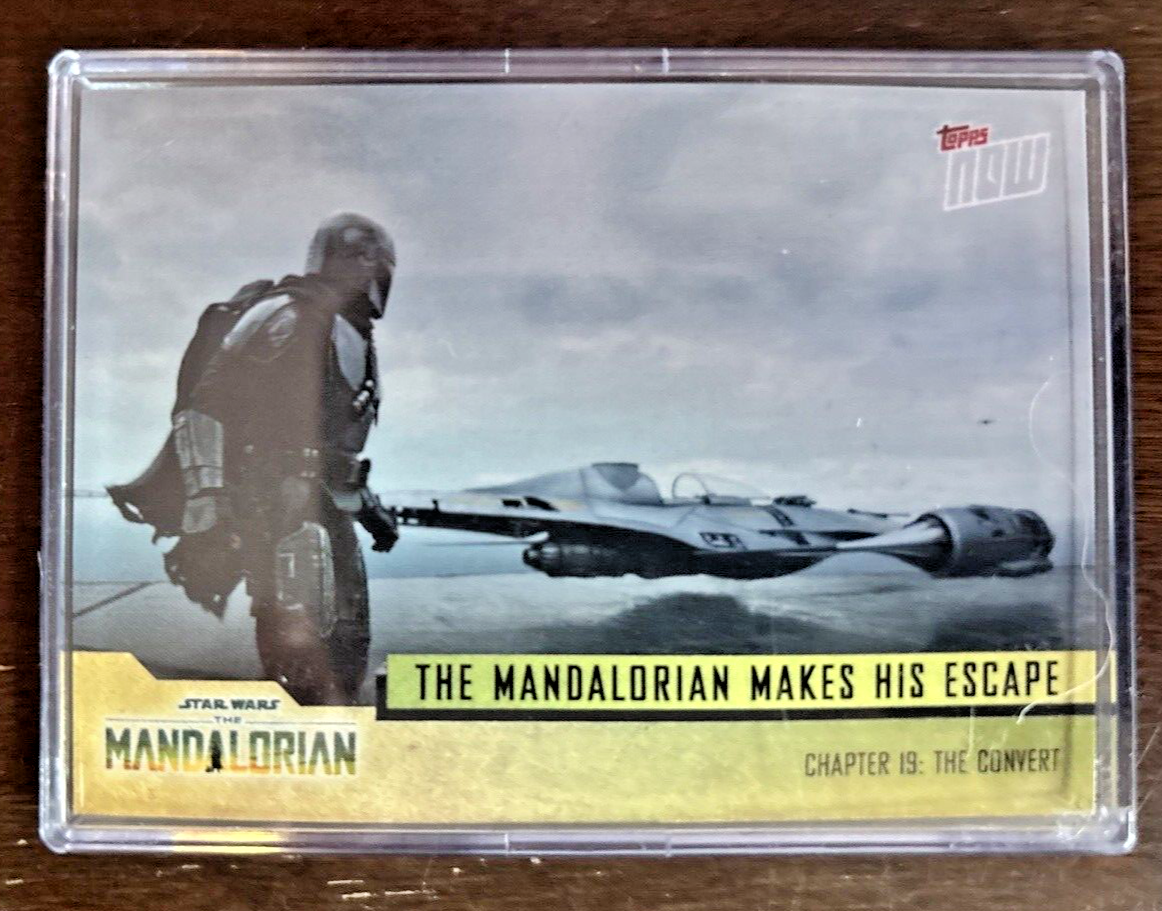 TOPPS
NOW
THE MANDALORIAN MAKES HIS ESCAPE
STAR WARS
THE
MANDALORIAN
CHAPTER 19: THE CONVERT